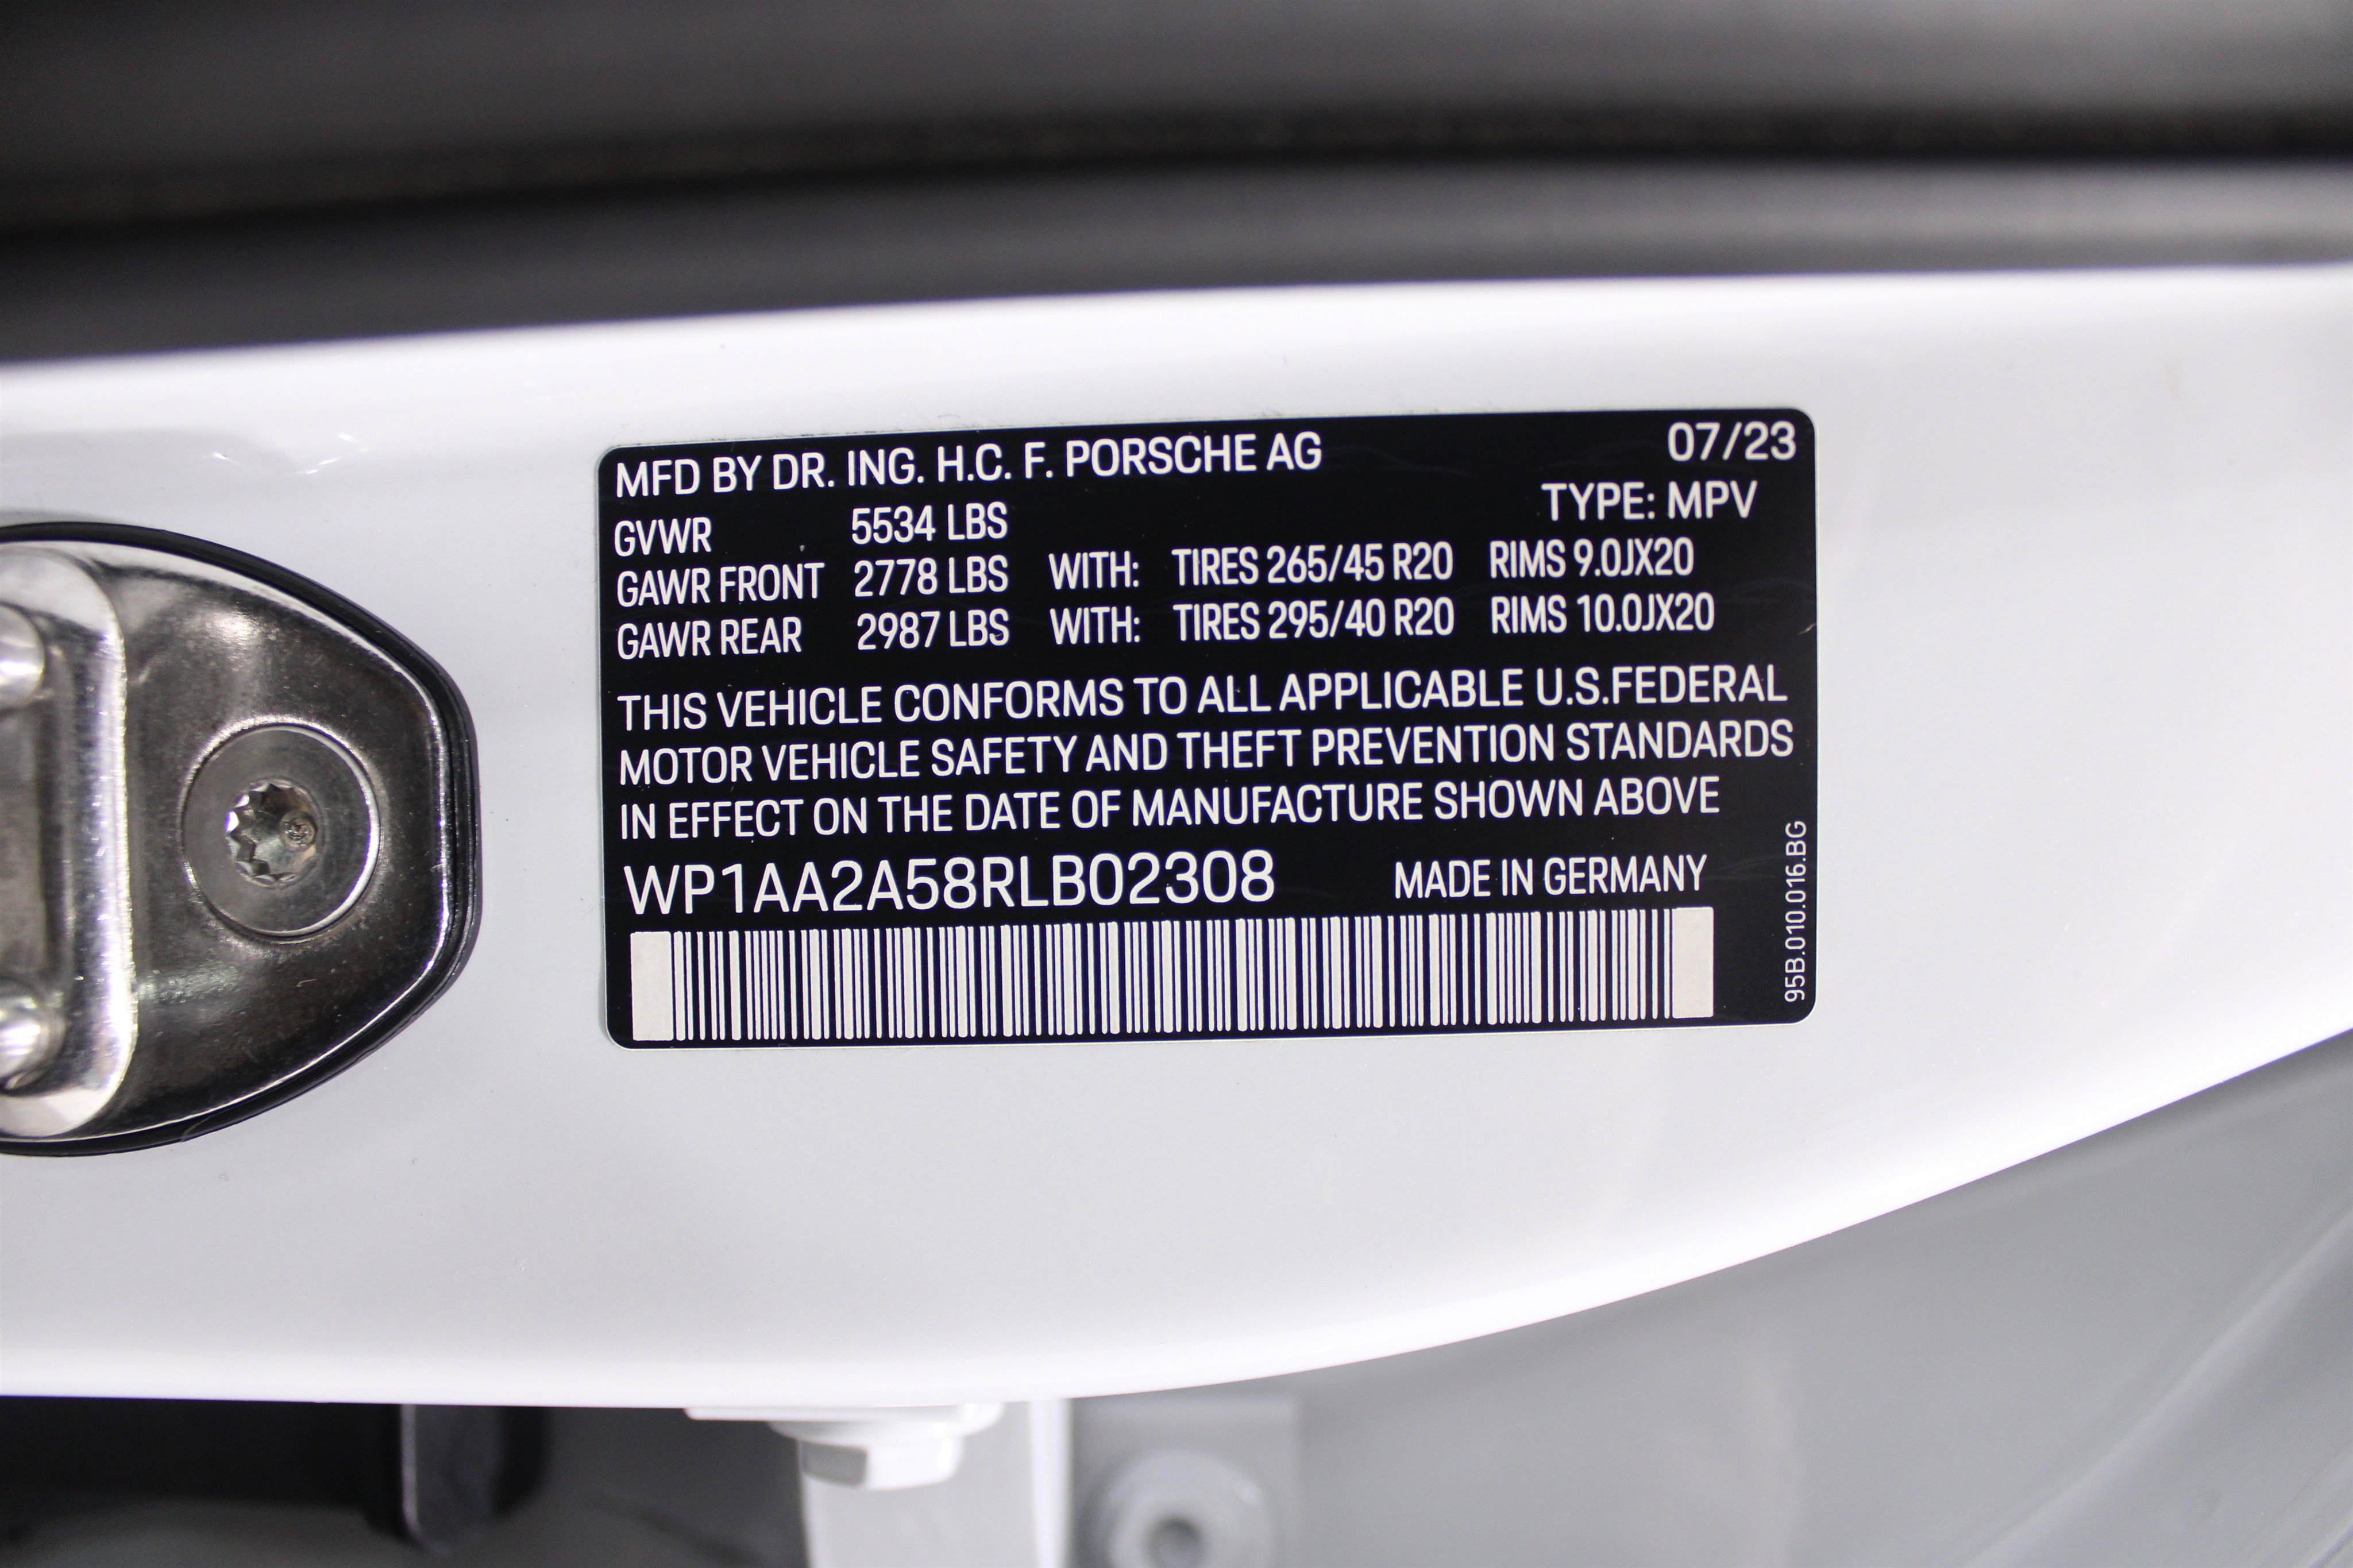 MFD BY DR. ING. H.C. F. PORSCHE AG 07/23
TYPE: MPV
GVWR 5534 LBS
GAWR FRONT 2778 LBS WITH: TIRES 265/45 R20 RIMS 9.0JX20
GAWR REAR 2987 LBS WITH: TIRES 295/40 R20 RIMS 10.0JX20
THIS VEHICLE CONFORMS TO ALL APPLICABLE U.S.FEDERAL
MOTOR VEHICLE SAFETY AND THEFT PREVENTION STANDARDS
IN EFFECT ON THE DATE OF MANUFACTURE SHOWN ABOVE
WP1AA2A58RLB02308 MADE IN GERMANY
95B.010.016.BG